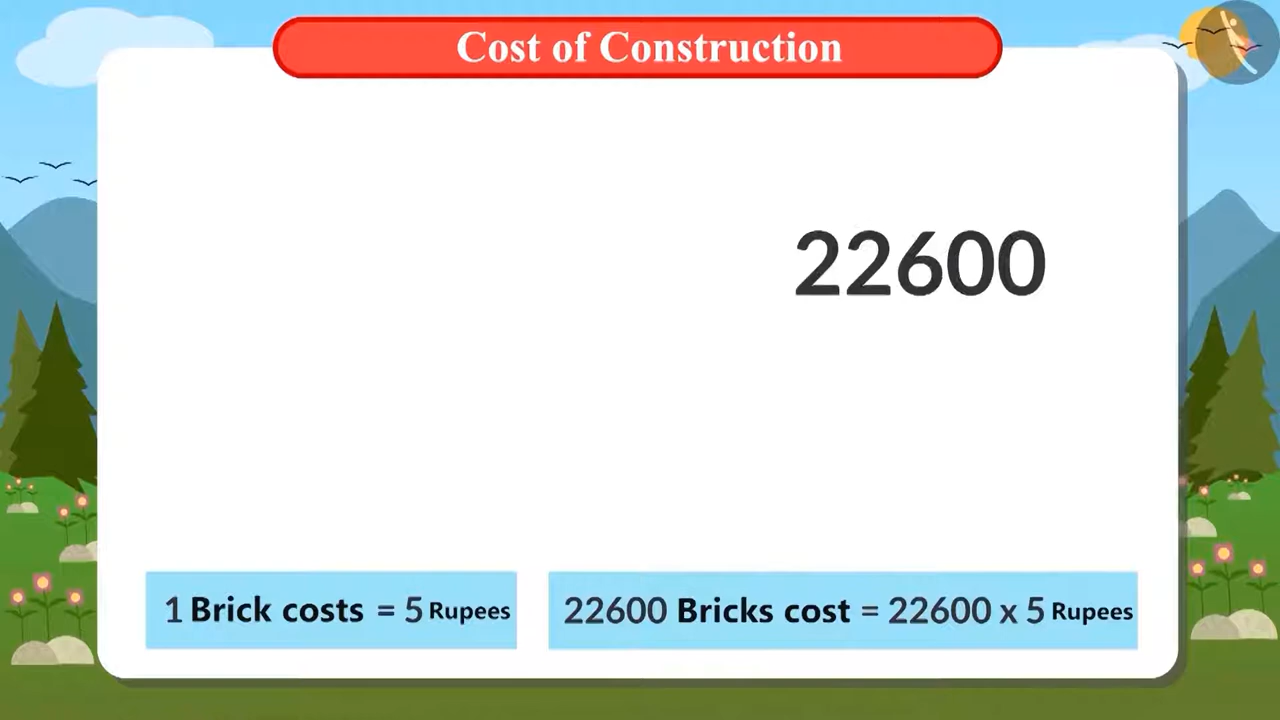 Cost of Construction
22600
1 Brick costs = 5 Rupees
22600 Bricks cost = 22600 x 5 Rupees